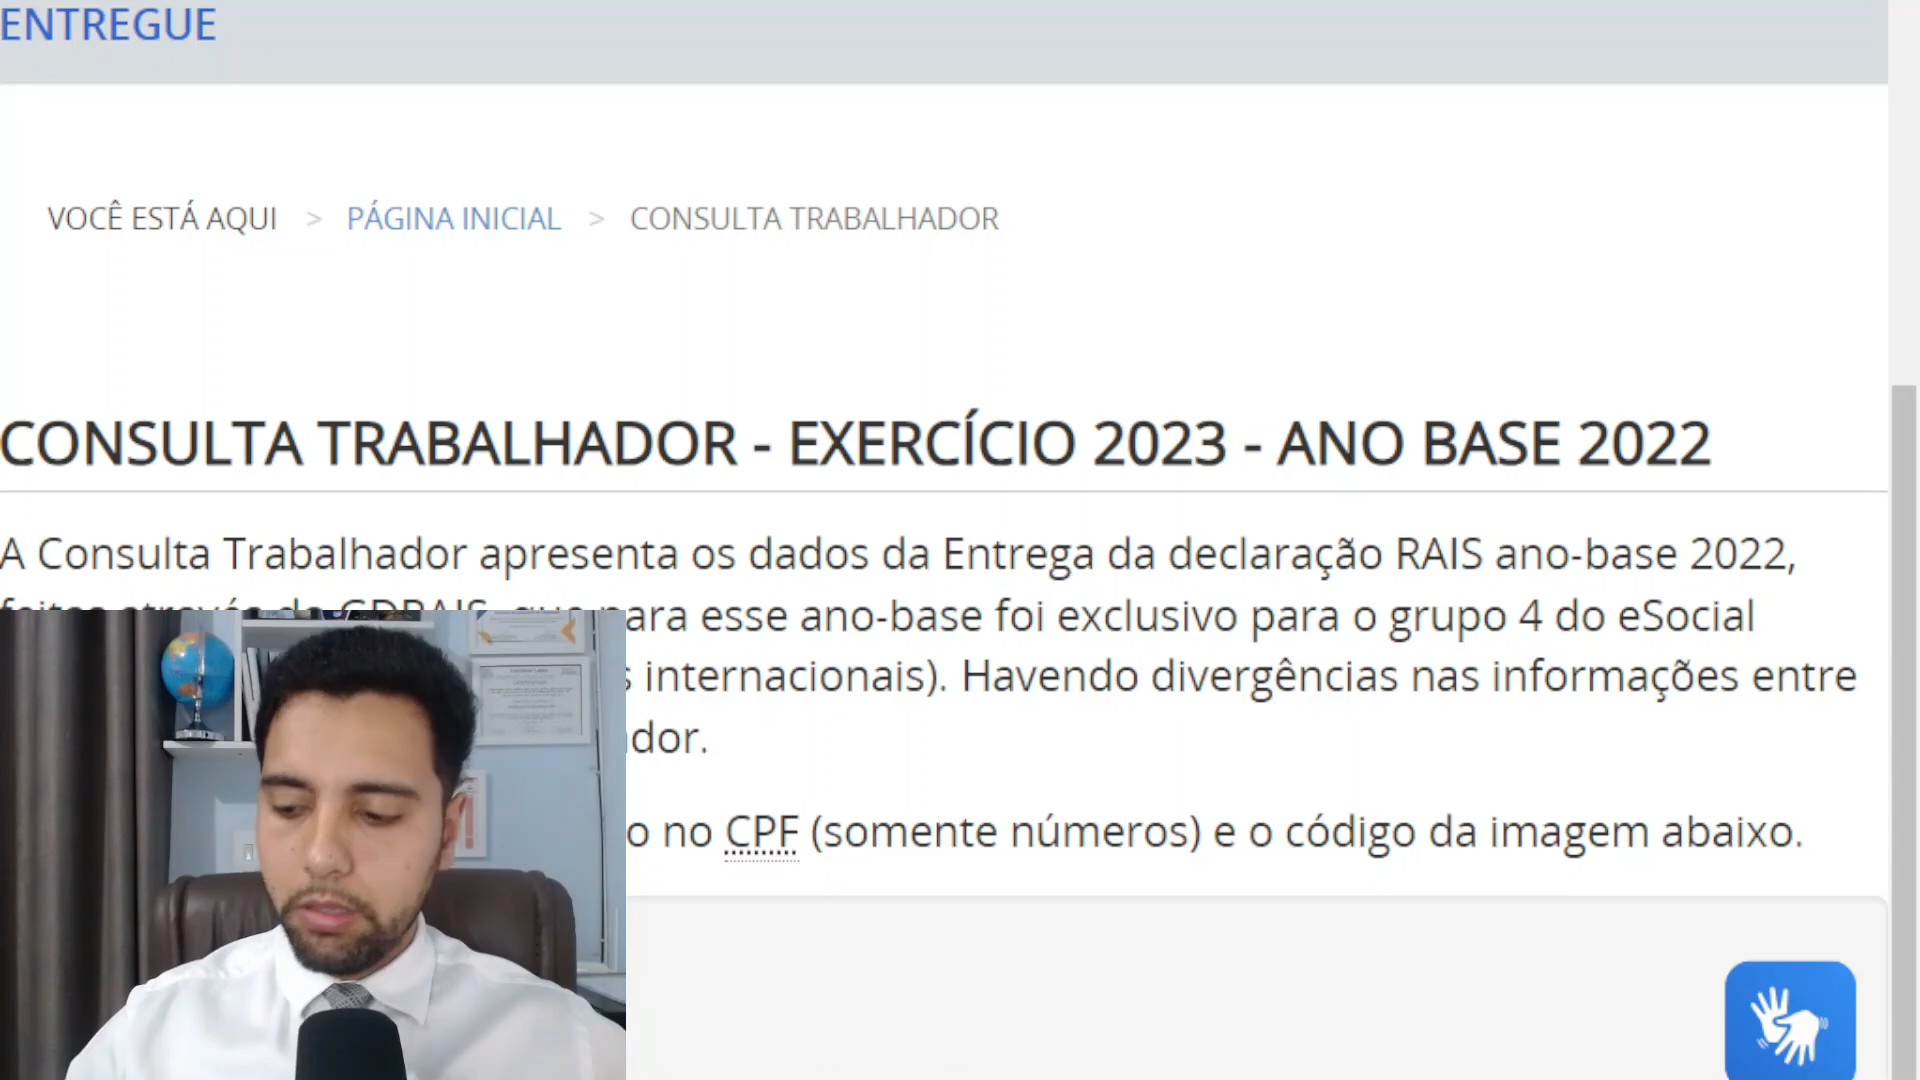 ENTREGUE
VOCÊ ESTÁ AQUI > PÁGINA INICIAL > CONSULTA TRABALHADOR
CONSULTA TRABALHADOR - EXERCÍCIO 2023 - ANO BASE 2022
A Consulta Trabalhador apresenta os dados da Entrega da declaração RAIS ano-base 2022,
ara esse ano-base foi exclusivo para o grupo 4 do eSocial
s internacionais). Havendo divergências nas informações entre
dor.
o no CPF (somente números) e o código da imagem abaixo.